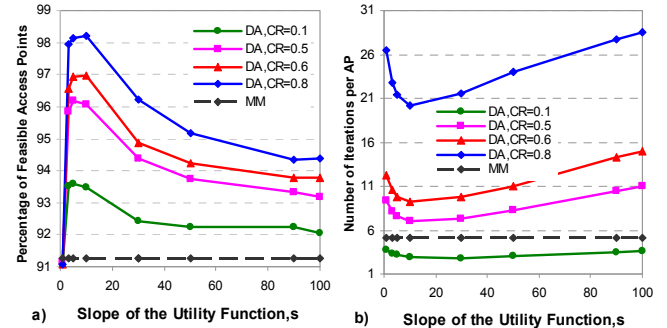 Percentage of Feasible Access Points
99
98
97
96
95
94
93
92
91
DA,CR=0.1
DA,CR=0.5
DA,CR=0.6
DA,CR=0.8
MM
0
20
40
60
80
100
a)
Slope of the Utility Function,s
Number of Iterations per AP
31
26
21
16
11
6
1
DA,CR=0.1
DA,CR=0.5
DA,CR=0.6
DA,CR=0.8
MM
0
20
40
60
80
100
b)
Slope of the Utility Function,s